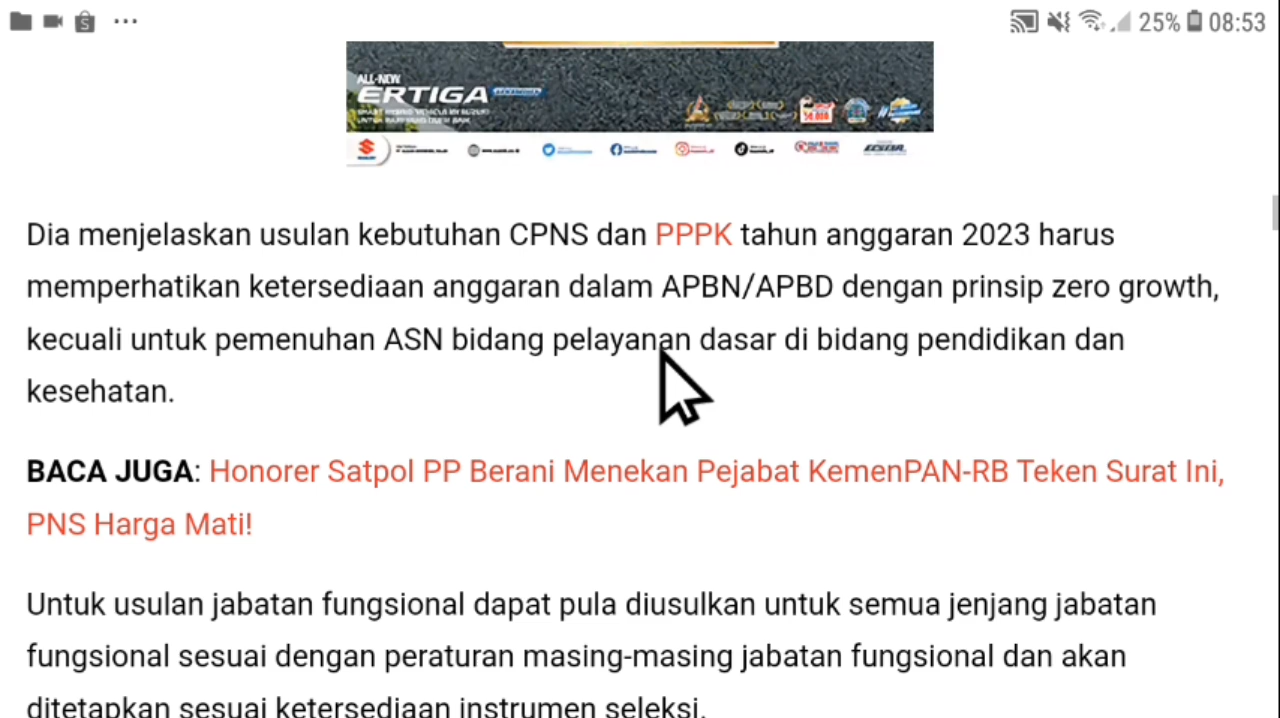 25% 08:53
ALL-NEW
ERTIGA
Dia menjelaskan usulan kebutuhan CPNS dan PPPK tahun anggaran 2023 harus
memperhatikan ketersediaan anggaran dalam APBN/APBD dengan prinsip zero growth,
kecuali untuk pemenuhan ASN bidang pelayanan dasar di bidang pendidikan dan
kesehatan.
BACA JUGA: Honorer Satpol PP Berani Menekan Pejabat KemenPAN-RB Teken Surat Ini,
PNS Harga Mati!
Untuk usulan jabatan fungsional dapat pula diusulkan untuk semua jenjang jabatan
fungsional sesuai dengan peraturan masing-masing jabatan fungsional dan akan
ditetapkan sesuai ketersediaan instrumen seleksi.